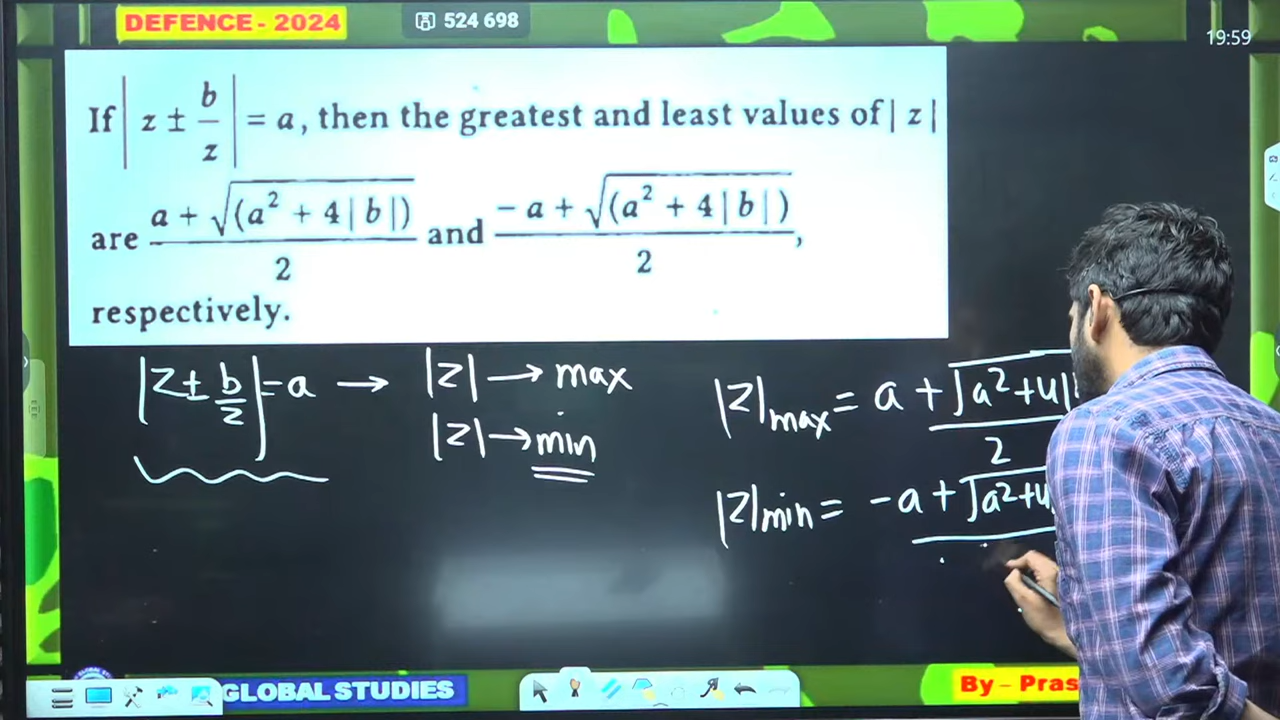 DEFENCE - 2024
524 698
19:59
If | z ± b/z | = a, then the greatest and least values of | z |
are (a + √(a² + 4 | b |))/2 and (- a + √(a² + 4 | b |))/2,
respectively.
|z ± b/z| = a → |z| → max
|z| → min
|z|max = a + √a²+4|
2
|z|min = -a + √a²+4
GLOBAL STUDIES
By – Pras